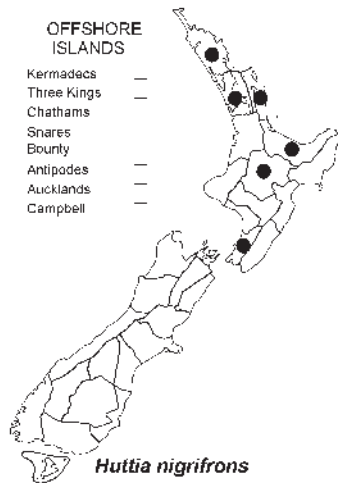 OFFSHORE
ISLANDS
Kermadecs —
Three Kings —
Chathams
Snares
Bounty
Antipodes —
Aucklands —
Campbell —
Huttia nigrifrons